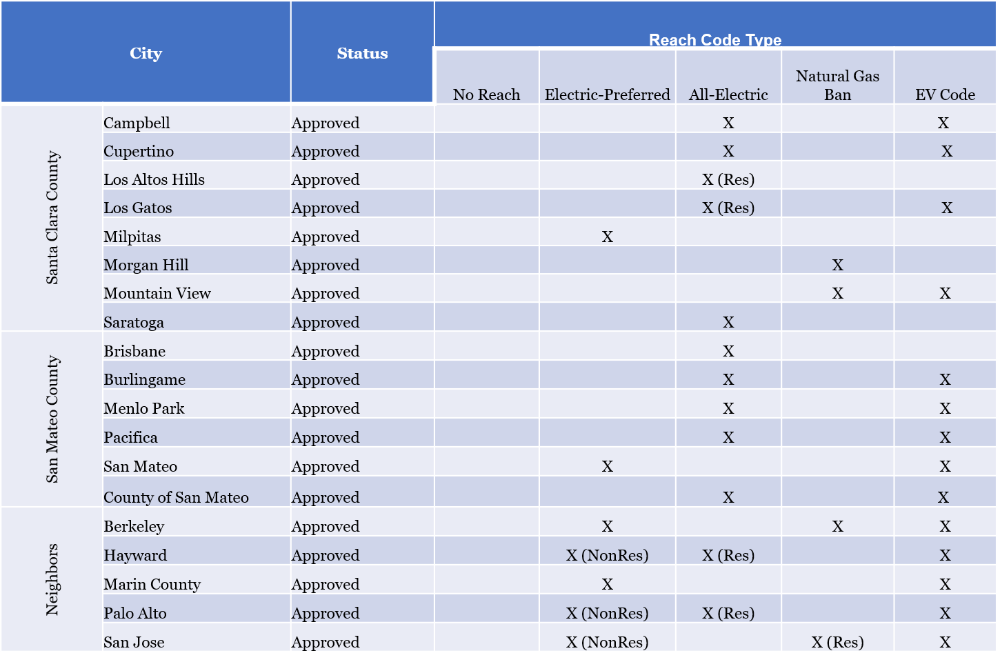 City Status Reach Code Type
No Reach Electric-Preferred All-Electric Natural Gas Ban EV Code
Santa Clara County
Campbell Approved X X
Cupertino Approved X X
Los Altos Hills Approved X (Res)
Los Gatos Approved X (Res) X
Milpitas Approved X
Morgan Hill Approved X
Mountain View Approved X X
Saratoga Approved X
San Mateo County
Brisbane Approved X
Burlingame Approved X X
Menlo Park Approved X X
Pacifica Approved X X
San Mateo Approved X X
County of San Mateo Approved X X
Neighbors
Berkeley Approved X X X
Hayward Approved X (NonRes) X (Res) X
Marin County Approved X X
Palo Alto Approved X (NonRes) X (Res) X
San Jose Approved X (NonRes) X (Res) X